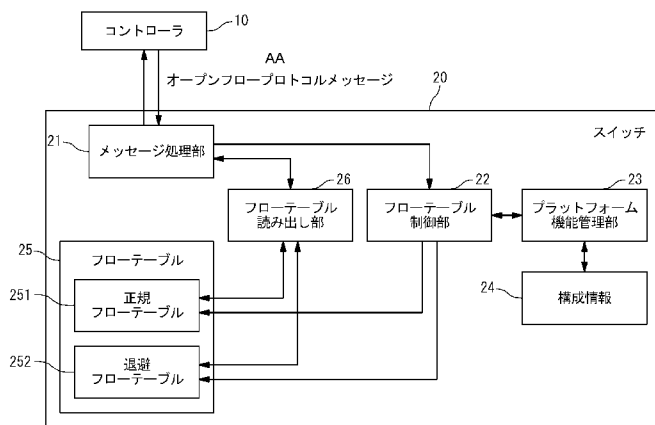 コントローラ
10
AA
オープンフロープロトコルメッセージ
20
スイッチ
21
メッセージ処理部
26
フローテーブル
読み出し部
22
フローテーブル
制御部
23
プラットフォーム
機能管理部
25
フローテーブル
251
正規
フローテーブル
24
構成情報
252
退避
フローテーブル